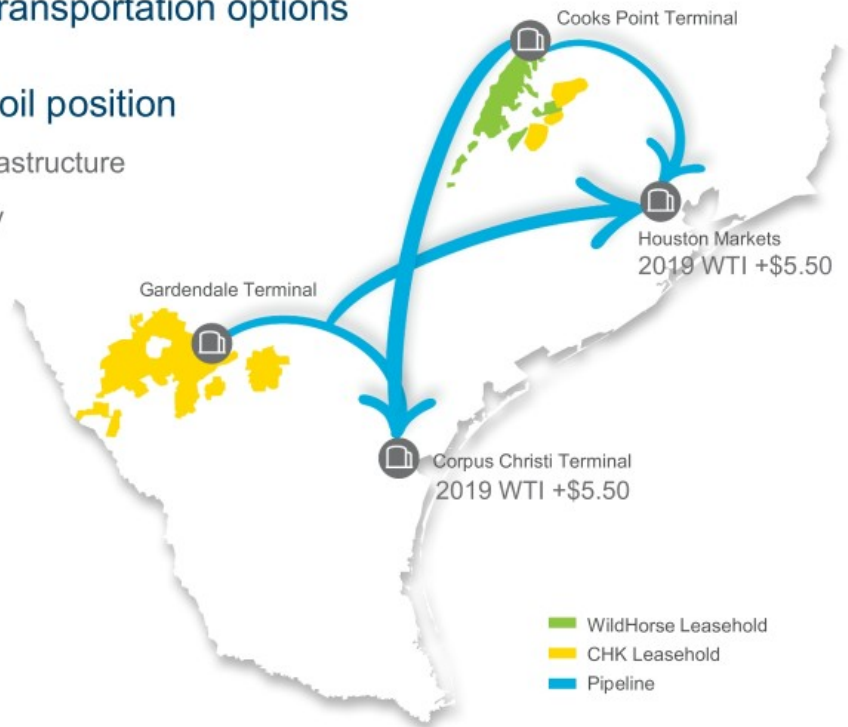 ransportation options
oil position
astructure
Cooks Point Terminal
Houston Markets
2019 WTI +$5.50
Gardendale Terminal
Corpus Christi Terminal
2019 WTI +$5.50
WildHorse Leasehold
CHK Leasehold
Pipeline